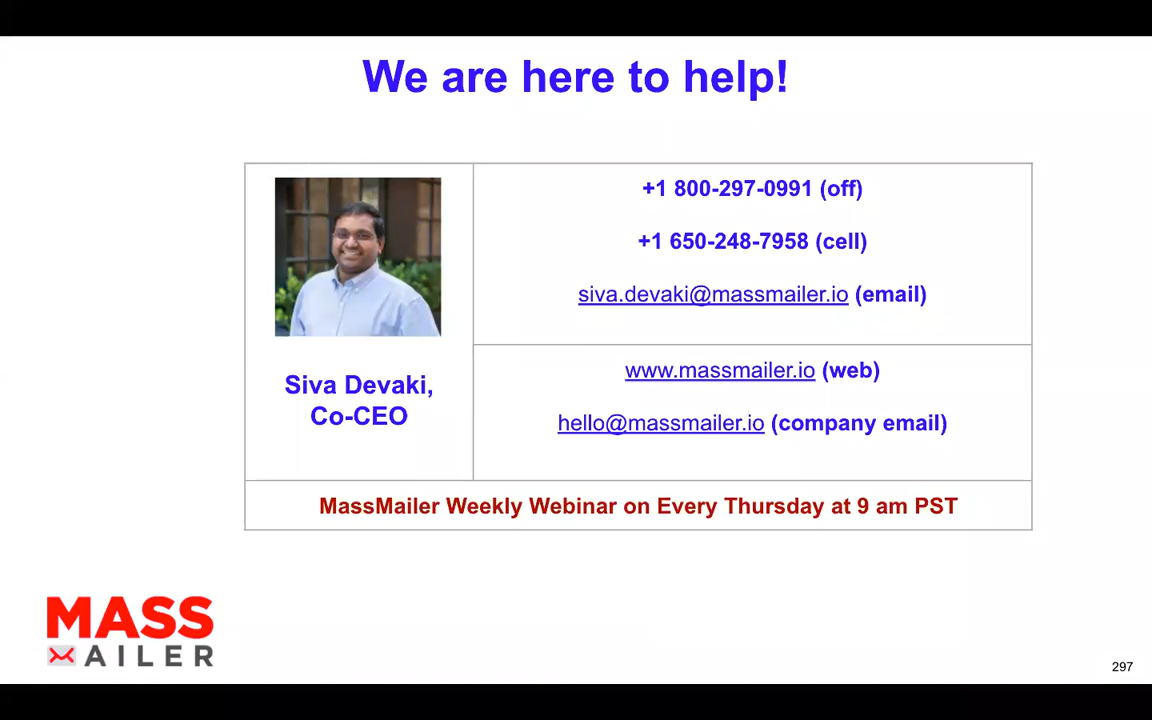 We are here to help!
+1 800-297-0991 (off)
+1 650-248-7958 (cell)
siva.devaki@massmailer.io (email)
Siva Devaki,
Co-CEO
www.massmailer.io (web)
hello@massmailer.io (company email)
MassMailer Weekly Webinar on Every Thursday at 9 am PST
MASS
AILER
297